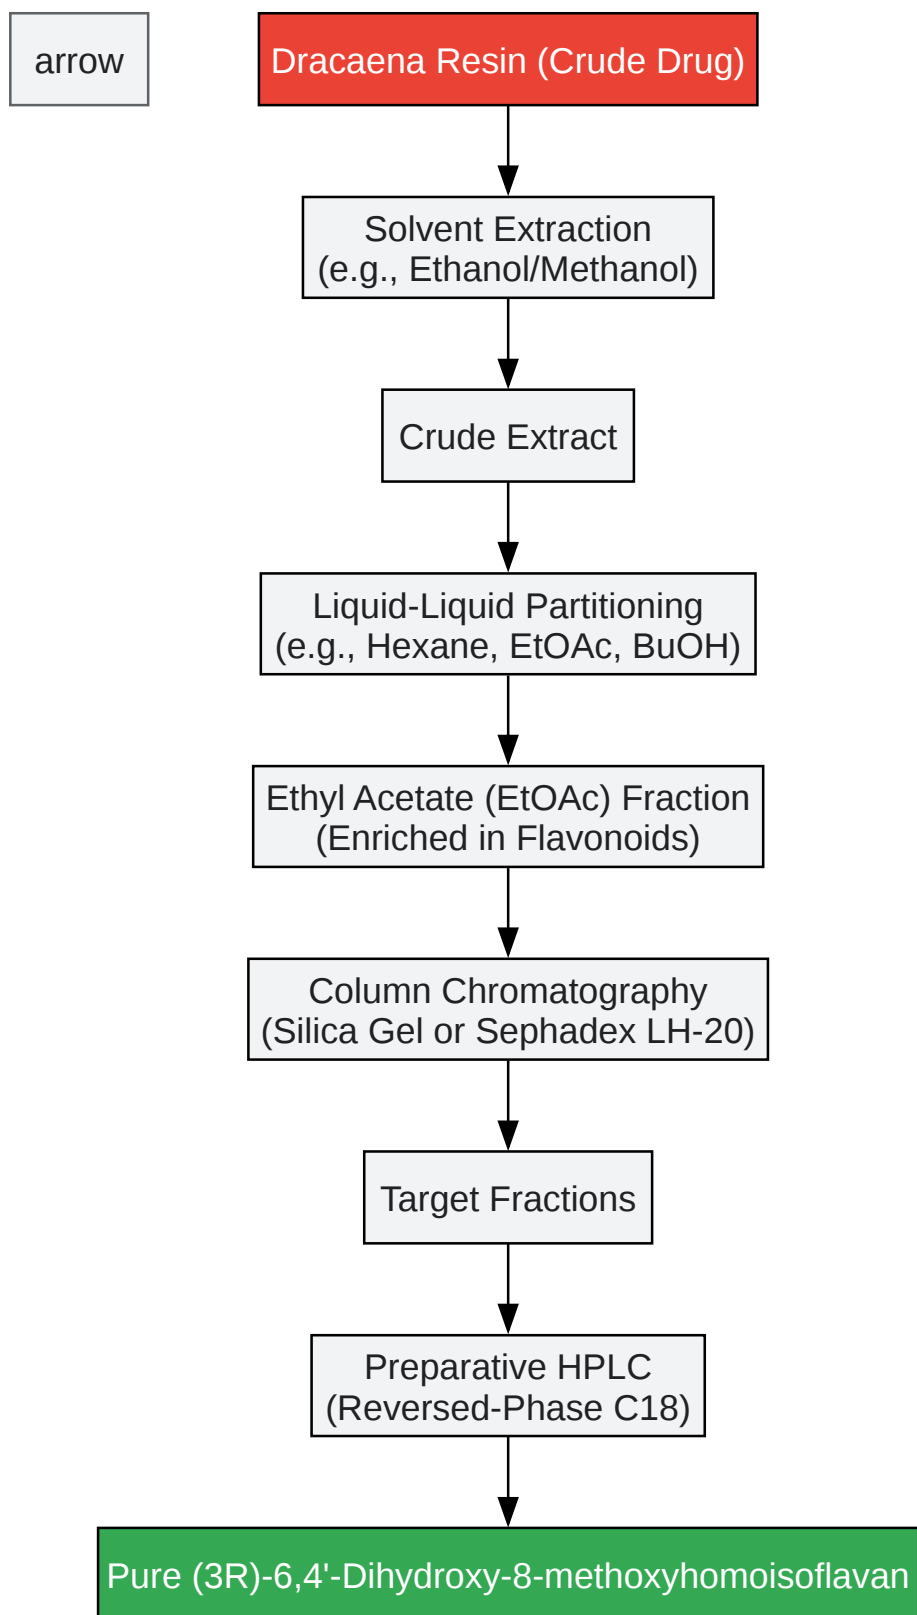 arrow
Dracaena Resin (Crude Drug)
Solvent Extraction
(e.g., Ethanol/Methanol)
Crude Extract
Liquid-Liquid Partitioning
(e.g., Hexane, EtOAc, BuOH)
Ethyl Acetate (EtOAc) Fraction
(Enriched in Flavonoids)
Column Chromatography
(Silica Gel or Sephadex LH-20)
Target Fractions
Preparative HPLC
(Reversed-Phase C18)
Pure (3R)-6,4'-Dihydroxy-8-methoxyhomoisoflavan